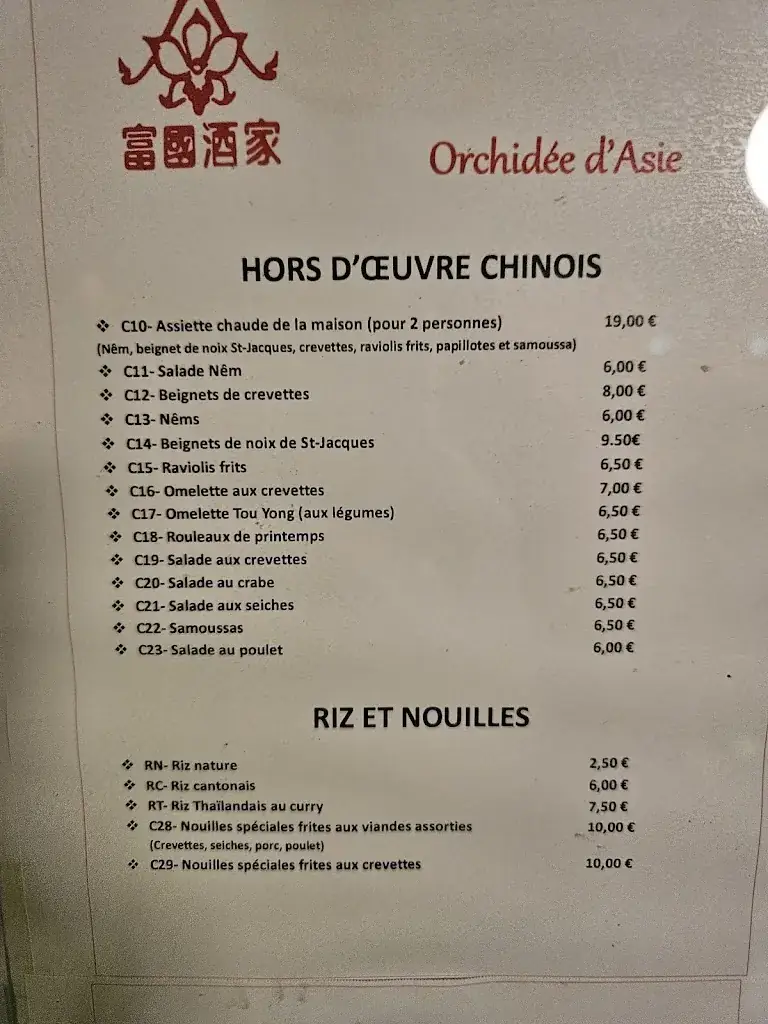 富國酒家
Orchidée d'Asie
HORS D'ŒUVRE CHINOIS
❖ C10- Assiette chaude de la maison (pour 2 personnes) 19,00 €
(Nêm, beignet de noix St-Jacques, crevettes, raviolis frits, papillotes et samoussa)
❖ C11- Salade Nêm 6,00 €
❖ C12- Beignets de crevettes 8,00 €
❖ C13- Nêms 6,00 €
❖ C14- Beignets de noix de St-Jacques 9.50€
❖ C15- Raviolis frits 6,50 €
❖ C16- Omelette aux crevettes 7,00 €
❖ C17- Omelette Tou Yong (aux légumes) 6,50 €
❖ C18- Rouleaux de printemps 6,50 €
❖ C19- Salade aux crevettes 6,50 €
❖ C20- Salade au crabe 6,50 €
❖ C21- Salade aux seiches 6,50 €
❖ C22- Samoussas 6,50 €
❖ C23- Salade au poulet 6,00 €
RIZ ET NOUILLES
❖ RN- Riz nature 2,50 €
❖ RC- Riz cantonais 6,00 €
❖ RT- Riz Thaïlandais au curry 7,50 €
❖ C28- Nouilles spéciales frites aux viandes assorties 10,00 €
(Crevettes, seiches, porc, poulet)
❖ C29- Nouilles spéciales frites aux crevettes 10,00 €